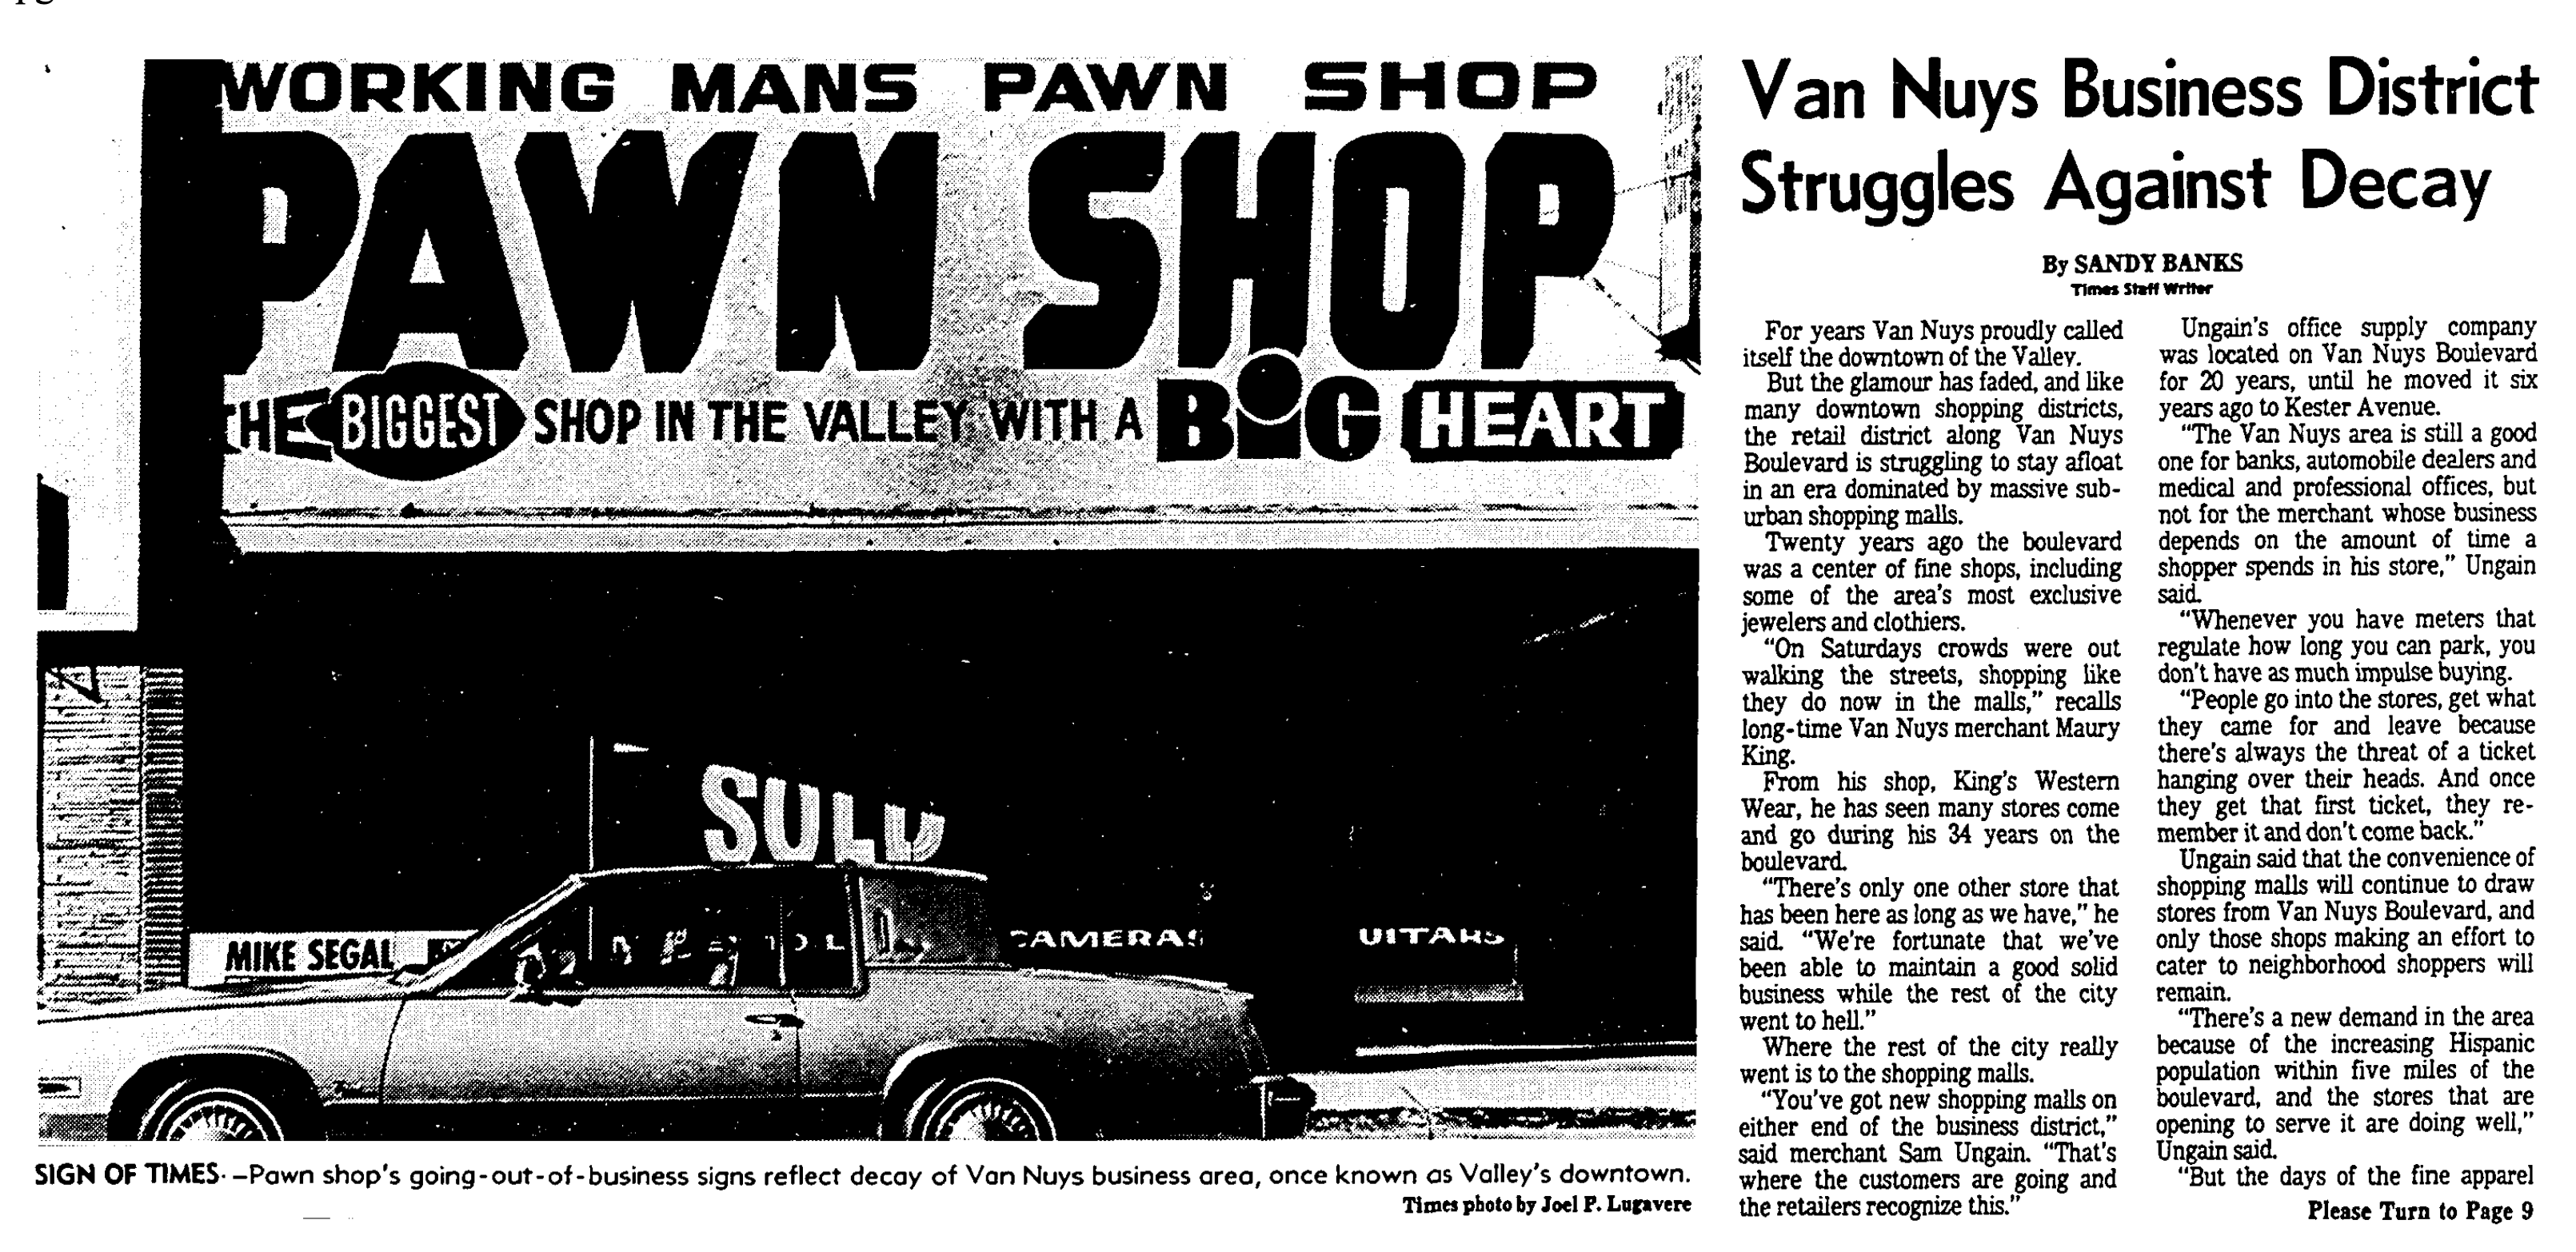 WORKING MANS PAWN SHOP
PAWN SHOP
THE BIGGEST SHOP IN THE VALLEY WITH A BIG HEART
SOLD
MIKE SEGAL
CAMERAS
UITARS
SIGN OF TIMES—Pawn shop's going-out-of-business signs reflect decay of Van Nuys business area, once known as Valley's downtown.
Times photo by Joel P. Lugavere
Van Nuys Business District
Struggles Against Decay
By SANDY BANKS
Times Staff Writer
For years Van Nuys proudly called
itself the downtown of the Valley.
But the glamour has faded, and like
many downtown shopping districts,
the retail district along Van Nuys
Boulevard is struggling to stay afloat
in an era dominated by massive sub-
urban shopping malls.
Twenty years ago the boulevard
was a center of fine shops, including
some of the area's most exclusive
jewelers and clothiers.
"On Saturdays crowds were out
walking the streets, shopping like
they do now in the malls," recalls
long-time Van Nuys merchant Maury
King.
From his shop, King's Western
Wear, he has seen many stores come
and go during his 34 years on the
boulevard.
"There's only one other store that
has been here as long as we have," he
said. "We're fortunate that we've
been able to maintain a good solid
business while the rest of the city
went to hell."
Where the rest of the city really
went is to the shopping malls.
"You've got new shopping malls on
either end of the business district,"
said merchant Sam Ungain. "That's
where the customers are going and
the retailers recognize this."
Ungain's office supply company
was located on Van Nuys Boulevard
for 20 years, until he moved it six
years ago to Kester Avenue.
"The Van Nuys area is still a good
one for banks, automobile dealers and
medical and professional offices, but
not for the merchant whose business
depends on the amount of time a
shopper spends in his store," Ungain
said.
"Whenever you have meters that
regulate how long you can park, you
don't have as much impulse buying.
"People go into the stores, get what
they came for and leave because
there's always the threat of a ticket
hanging over their heads. And once
they get that first ticket, they re-
member it and don't come back."
Ungain said that the convenience of
shopping malls will continue to draw
stores from Van Nuys Boulevard, and
only those shops making an effort to
cater to neighborhood shoppers will
remain.
"There's a new demand in the area
because of the increasing Hispanic
population within five miles of the
boulevard, and the stores that are
opening to serve it are doing well,"
Ungain said.
"But the days of the fine apparel
Please Turn to Page 9